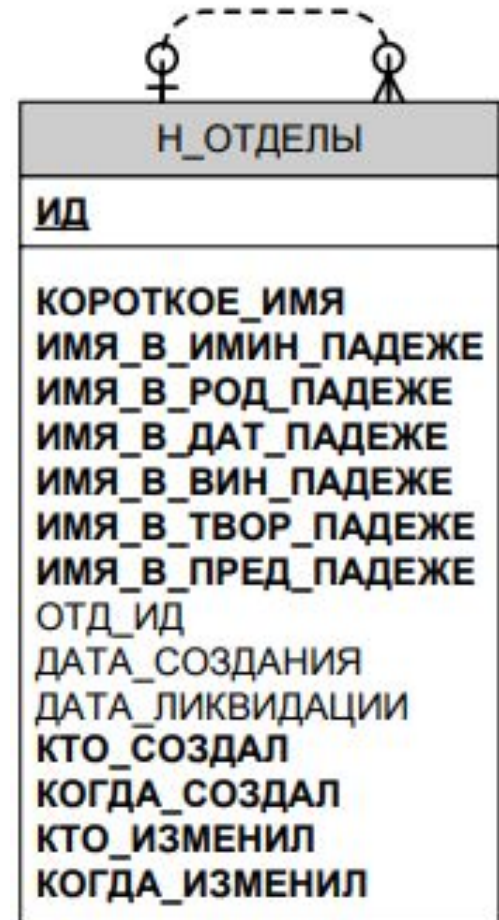 Н_ОТДЕЛЫ
ИД
КОРОТКОЕ_ИМЯ
ИМЯ_В_ИМИН_ПАДЕЖЕ
ИМЯ_В_РОД_ПАДЕЖЕ
ИМЯ_В_ДАТ_ПАДЕЖЕ
ИМЯ_В_ВИН_ПАДЕЖЕ
ИМЯ_В_ТВОР_ПАДЕЖЕ
ИМЯ_В_ПРЕД_ПАДЕЖЕ
ОТД_ИД
ДАТА_СОЗДАНИЯ
ДАТА_ЛИКВИДАЦИИ
КТО_СОЗДАЛ
КОГДА_СОЗДАЛ
КТО_ИЗМЕНИЛ
КОГДА_ИЗМЕНИЛ